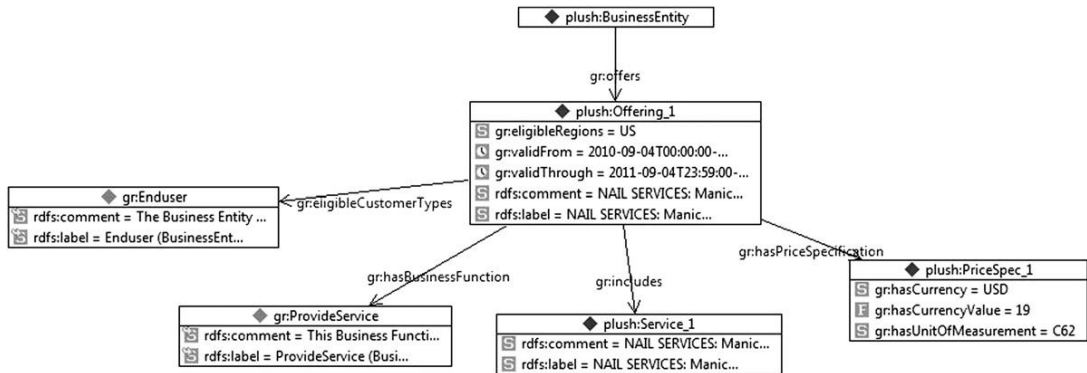 plush:BusinessEntity
gr:offers
plush:Offering_1
gr:eligibleRegions = US
gr:validFrom = 2010-09-04T00:00:00-...
gr:validThrough = 2011-09-04T23:59:00-...
rdfs:comment = NAIL SERVICES: Manic...
rdfs:label = NAIL SERVICES: Manic...
gr:eligibleCustomerTypes
gr:Enduser
rdfs:comment = The Business Entity ...
rdfs:label = Enduser (BusinessEnt...
gr:hasBusinessFunction
gr:includes
gr:hasPriceSpecification
gr:ProvideService
rdfs:comment = This Business Functi...
rdfs:label = ProvideService (Busi...
plush:Service_1
rdfs:comment = NAIL SERVICES: Manic...
rdfs:label = NAIL SERVICES: Manic...
plush:PriceSpec_1
gr:hasCurrency = USD
gr:hasCurrencyValue = 19
gr:hasUnitOfMeasurement = C62